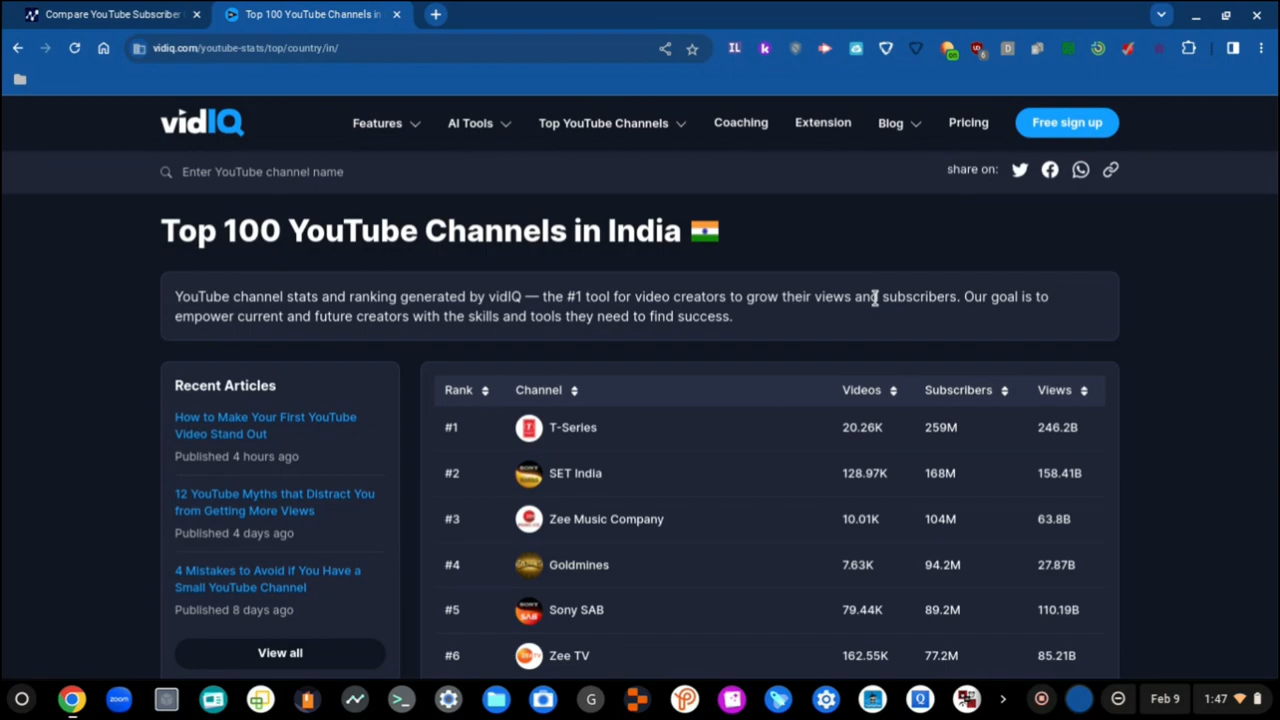 Compare YouTube Subscriber
Top 100 YouTube Channels in
vidiq.com/youtube-stats/top/country/in/
vidIQ
Features
AI Tools
Top YouTube Channels
Coaching
Extension
Blog
Pricing
Free sign up
Enter YouTube channel name
share on:
Top 100 YouTube Channels in India
YouTube channel stats and ranking generated by vidIQ — the #1 tool for video creators to grow their views and subscribers. Our goal is to
empower current and future creators with the skills and tools they need to find success.
Recent Articles
How to Make Your First YouTube
Video Stand Out
Published 4 hours ago
12 YouTube Myths that Distract You
from Getting More Views
Published 4 days ago
4 Mistakes to Avoid if You Have a
Small YouTube Channel
Published 8 days ago
View all
Rank Channel Videos Subscribers Views
#1 T-Series 20.26K 259M 246.2B
#2 SET India 128.97K 168M 158.41B
#3 Zee Music Company 10.01K 104M 63.8B
#4 Goldmines 7.63K 94.2M 27.87B
#5 Sony SAB 79.44K 89.2M 110.19B
#6 Zee TV 162.55K 77.2M 85.21B
zoom
Feb 9
1:47